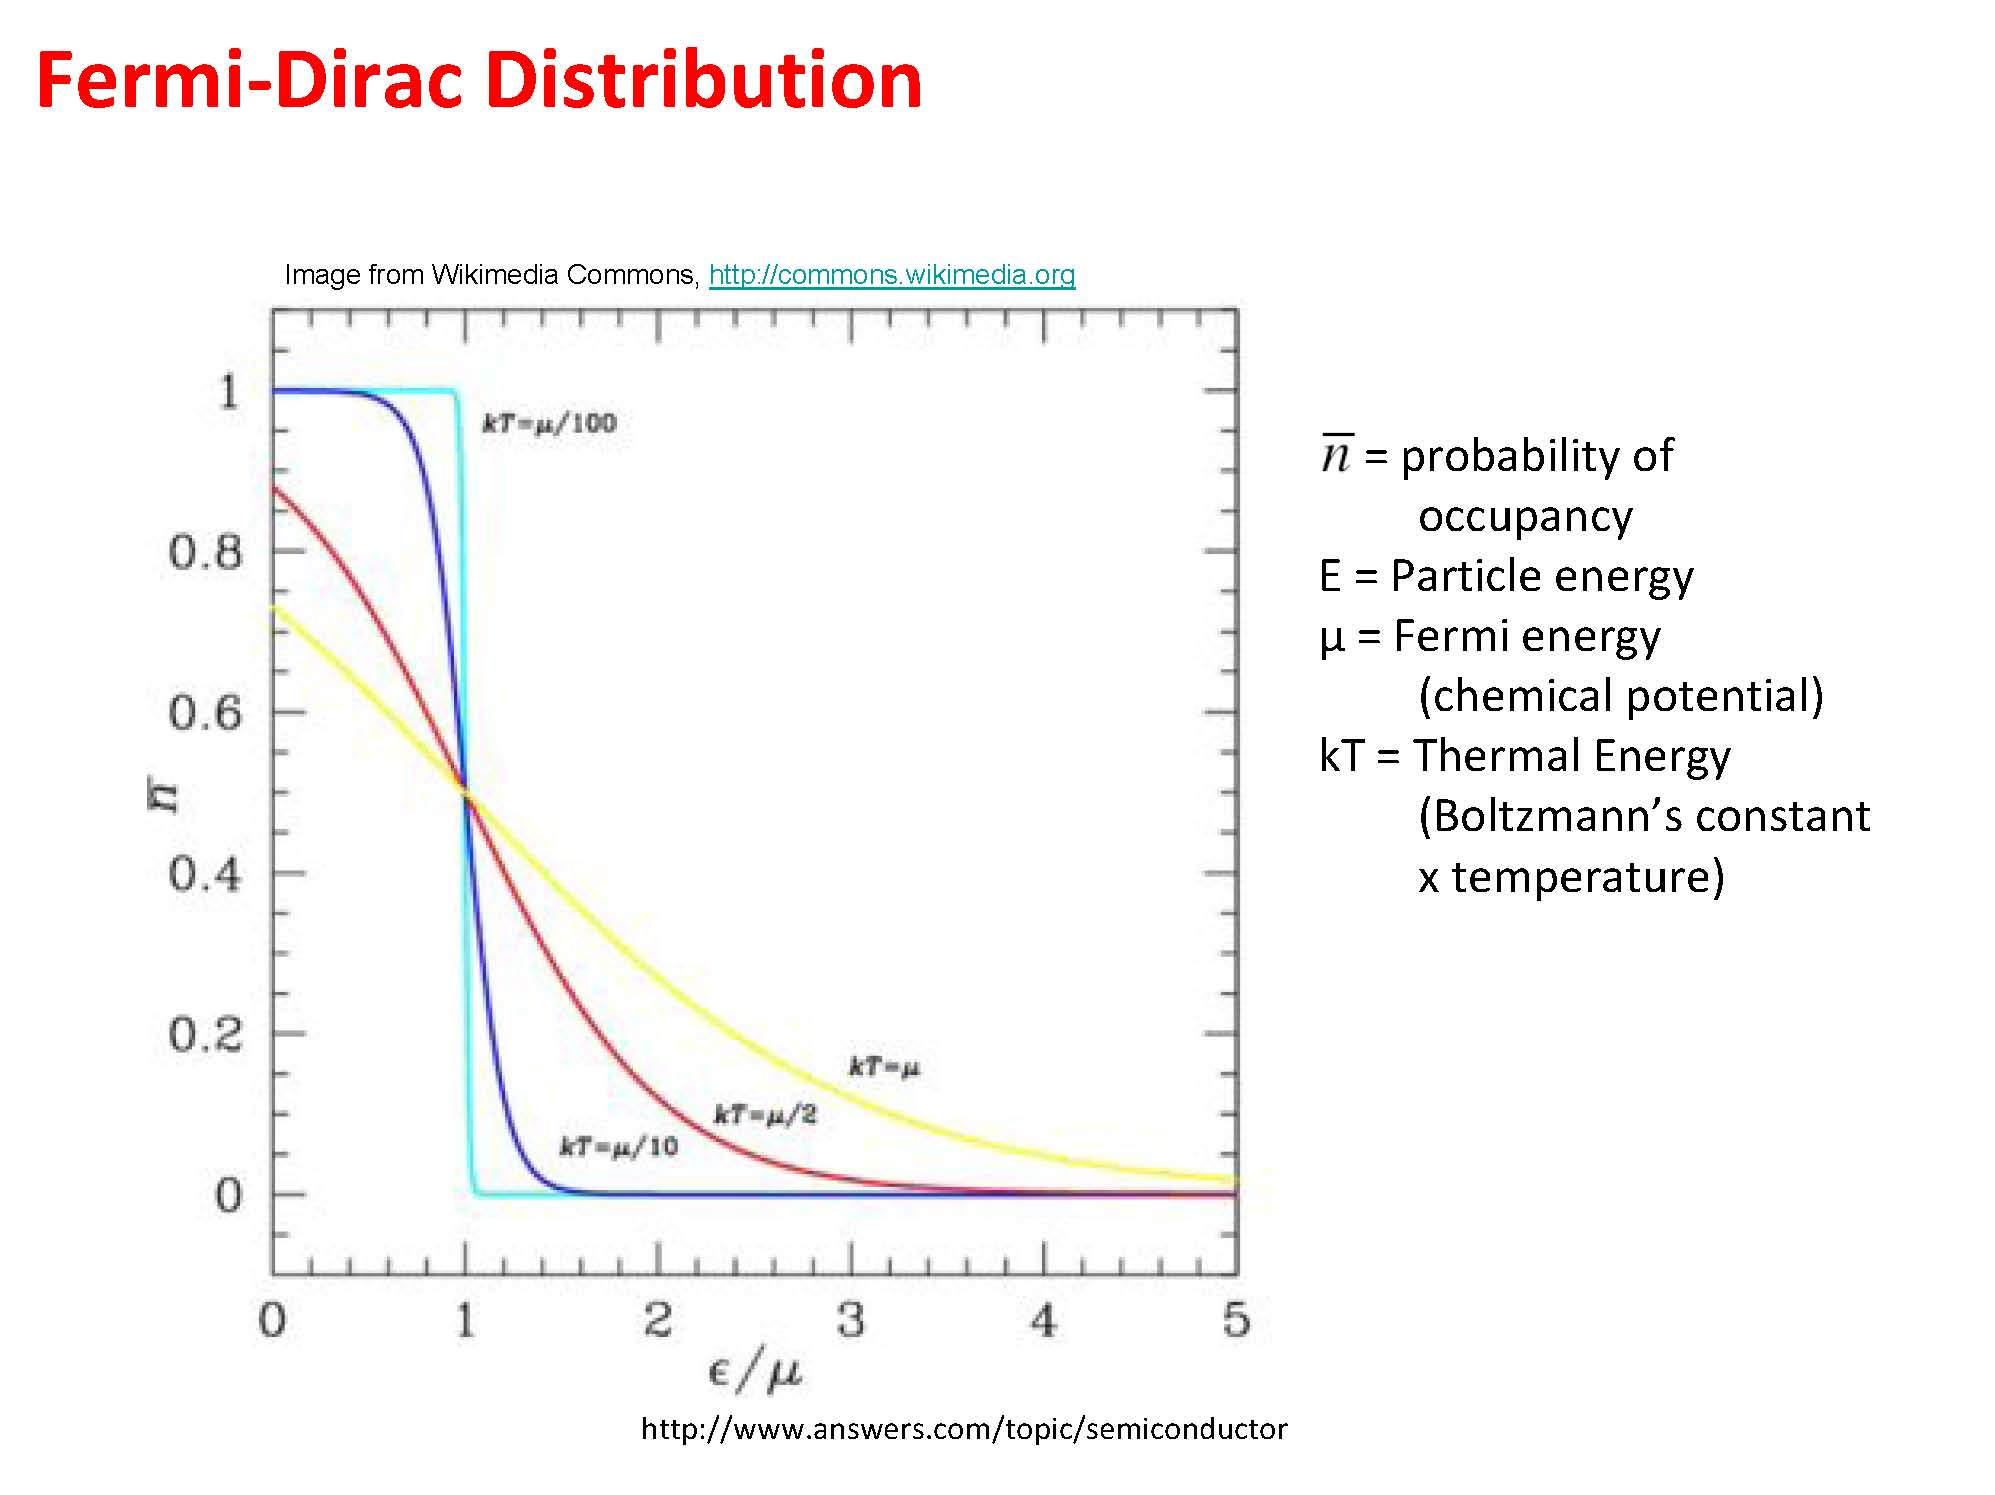 Fermi-Dirac Distribution
Image from Wikimedia Commons, http://commons.wikimedia.org
1
0.8
0.6
0.4
0.2
0
n̅
kT=μ/100
kT=μ
kT=μ/2
kT=μ/10
0 1 2 3 4 5
ϵ/μ
n̅ = probability of
occupancy
E = Particle energy
μ = Fermi energy
(chemical potential)
kT = Thermal Energy
(Boltzmann’s constant
x temperature)
http://www.answers.com/topic/semiconductor